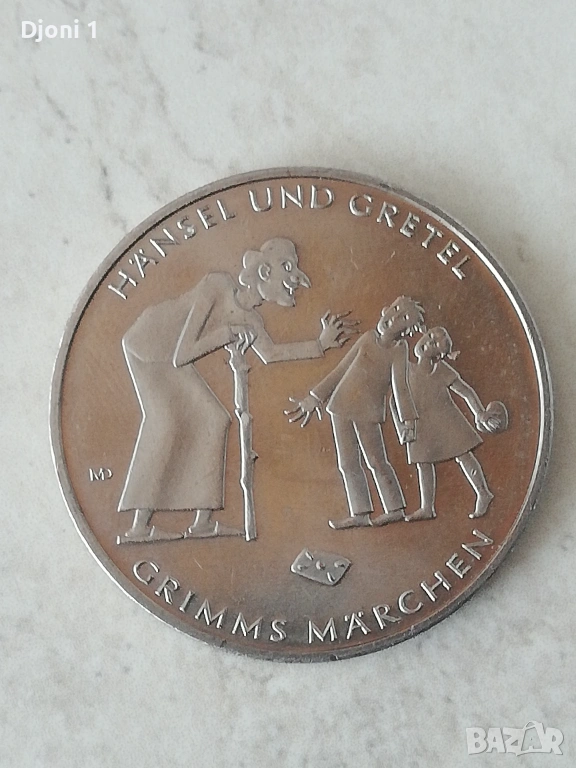 Djoni 1
HÄNSEL UND GRETEL
MD
GRIMMS MÄRCHEN
BAZAR